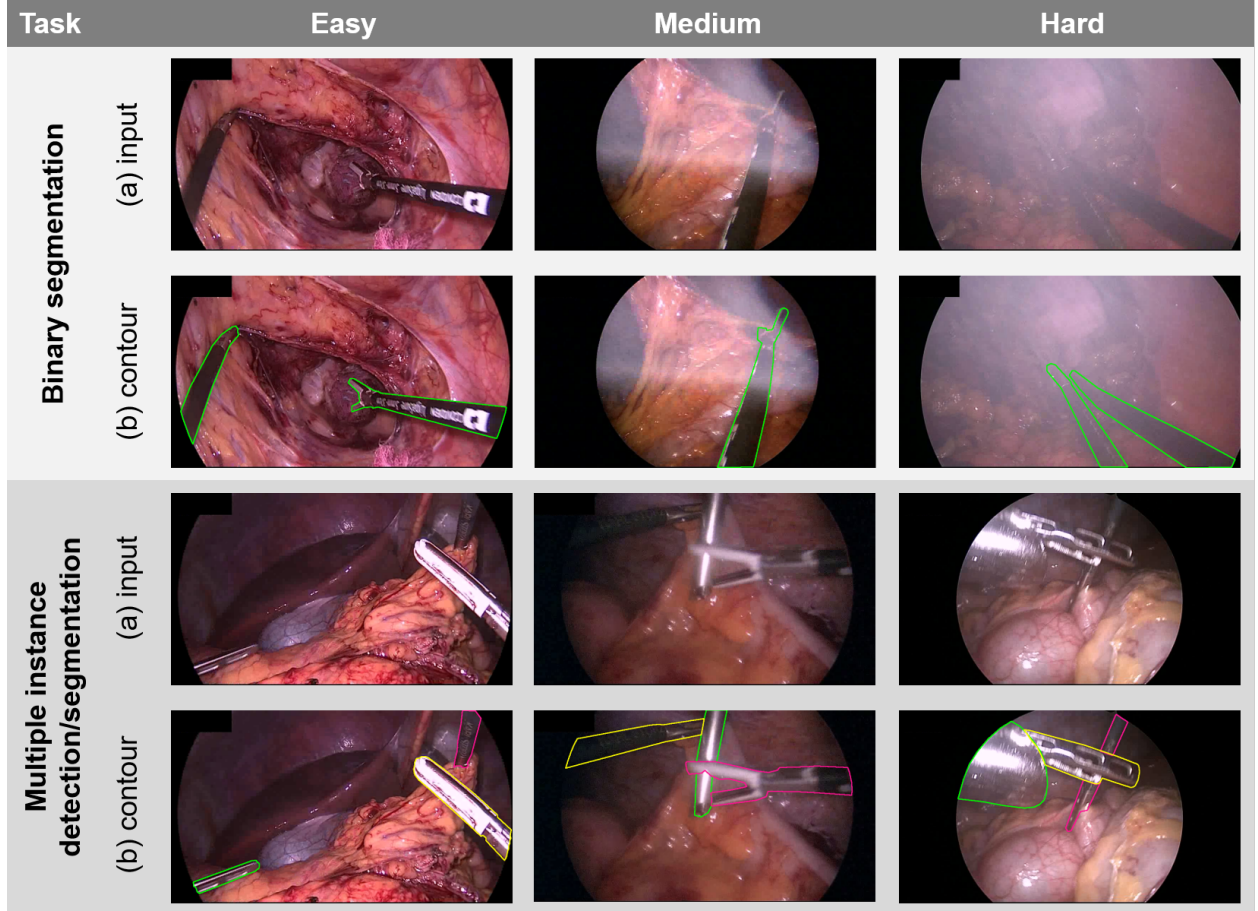 Task Easy Medium Hard
Binary segmentation
(a) input
(b) contour
Multiple instance
detection/segmentation
(a) input
(b) contour